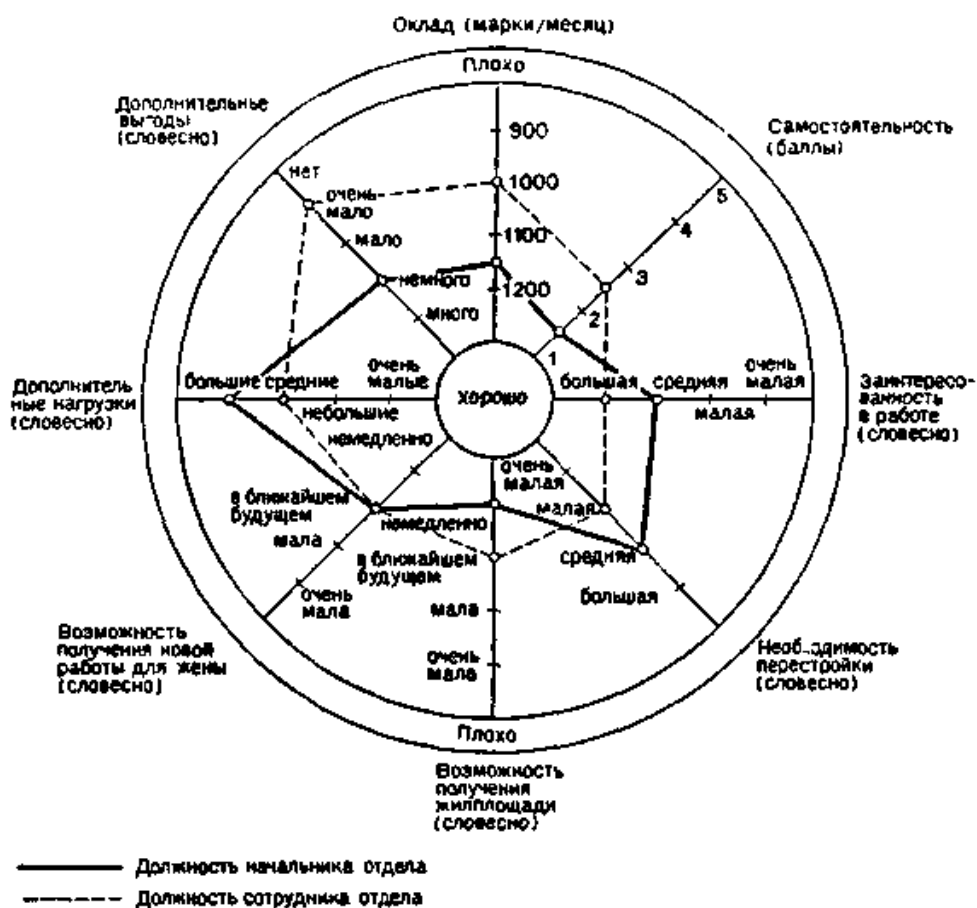 Оклад (марки/месяц)
Плохо
Дополнительные
выгоды
(словесно)
Самостоятельность
(баллы)
900
1000
1100
1200
нет
очень
мало
мало
немного
много
5
4
3
2
1
большие
средние
небольшие
очень
малые
хорошо
большая
средняя
малая
очень
малая
Дополнитель
ные нагрузки
(словесно)
Заинтересо-
ванность
в работе
(словесно)
немедленно
в ближайшем
будущем
мала
очень
мала
немедленно
в ближайшем
будущем
мала
очень
мала
очень
малая
малая
средняя
большая
Возможность
получения новой
работы для жены
(словесно)
Необходимость
перестройки
(словесно)
Плохо
Возможность
получения
жилплощади
(словесно)
Должность начальника отдела
Должность сотрудника отдела